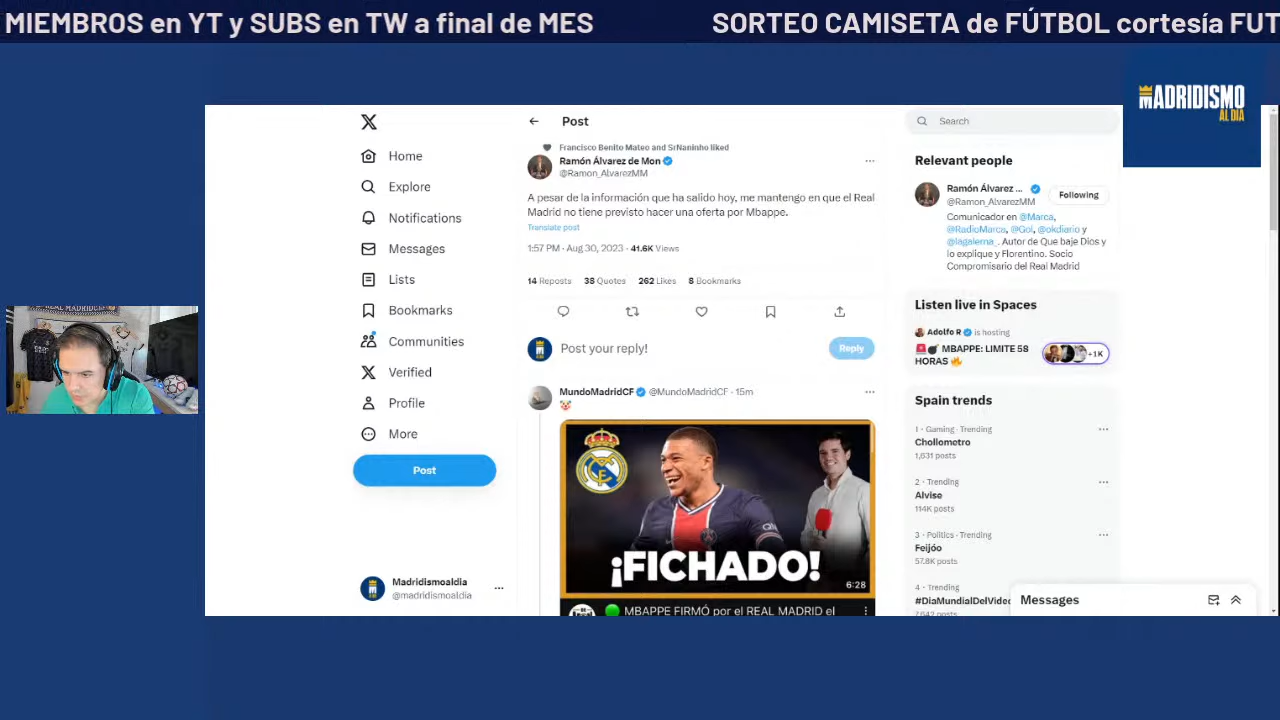 MIEMBROS en YT y SUBS en TW a final de MES
SORTEO CAMISETA de FÚTBOL cortesía FUT
MADRIDISMO
AL DIA
Home
Explore
Notifications
Messages
Lists
Bookmarks
Communities
Verified
Profile
More
Post
Madridismoaldia
@madridismoaldia
Post
Francisco Benito Mateo and SrNaninho liked
Ramón Álvarez de Mon
@Ramon_AlvarezMM
A pesar de la información que ha salido hoy, me mantengo en que el Real
Madrid no tiene previsto hacer una oferta por Mbappe.
Translate post
1:57 PM · Aug 30, 2023 · 41.6K Views
14 Reposts 38 Quotes 262 Likes 8 Bookmarks
Post your reply!
Reply
MundoMadridCF @MundoMadridCF · 15m
¡FICHADO!
6:28
MBAPPE FIRMÓ por el REAL MADRID el
Search
Relevant people
Ramón Álvarez ...
@Ramon_AlvarezMM
Following
Comunicador en @Marca,
@RadioMarca, @Gol, @okdiario y
@lagalerna_. Autor de Que baje Dios y
lo explique y Florentino. Socio
Compromisario del Real Madrid
Listen live in Spaces
Adolfo R is hosting
MBAPPE: LIMITE 58
HORAS
+1K
Spain trends
1 · Gaming · Trending
Chollometro
1,631 posts
2 · Trending
Alvise
114K posts
3 · Politics · Trending
Feijóo
57.8K posts
4 · Trending
#DiaMundialDelVideo
Messages